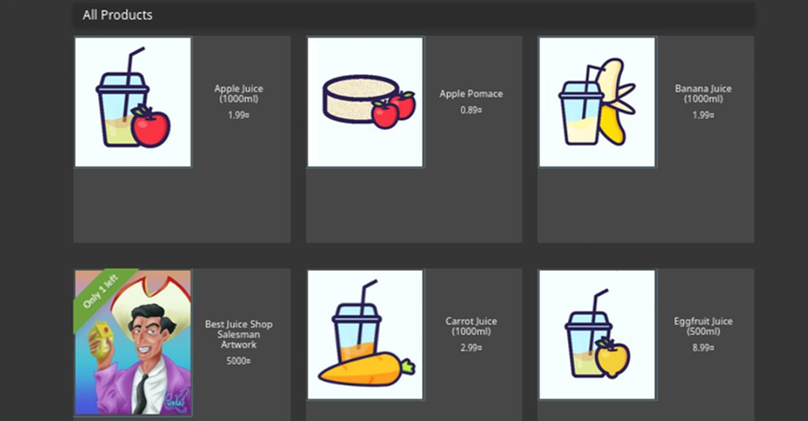 All Products
Apple Juice
(1000ml)
1.99¤
Apple Pomace
0.89¤
Banana Juice
(1000ml)
1.99¤
Only 1 left
Best Juice Shop
Salesman
Artwork
5000¤
Carrot Juice
(1000ml)
2.99¤
Eggfruit Juice
(500ml)
8.99¤